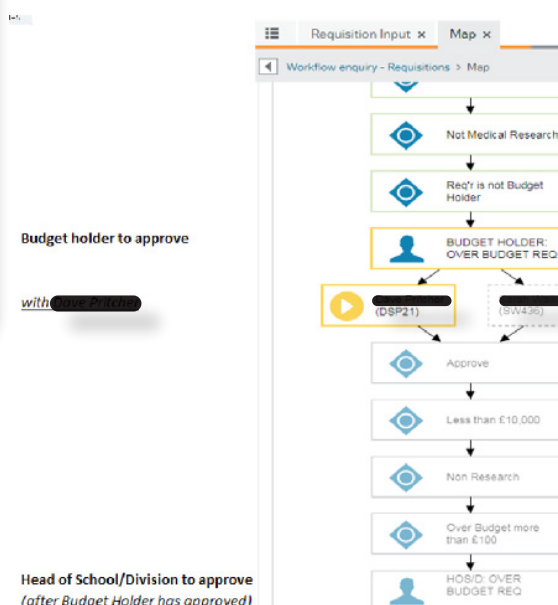 Requisition Input ×
Map ×
Workflow enquiry - Requisitions > Map
Not Medical Research
Req'r is not Budget
Holder
Budget holder to approve
BUDGET HOLDER:
OVER BUDGET REQ
with
(DSP21)
(SW436)
Approve
Less than £10,000
Non Research
Over Budget more
than £100
Head of School/Division to approve
(after Budget Holder has approved)
HOS/D: OVER
BUDGET REQ